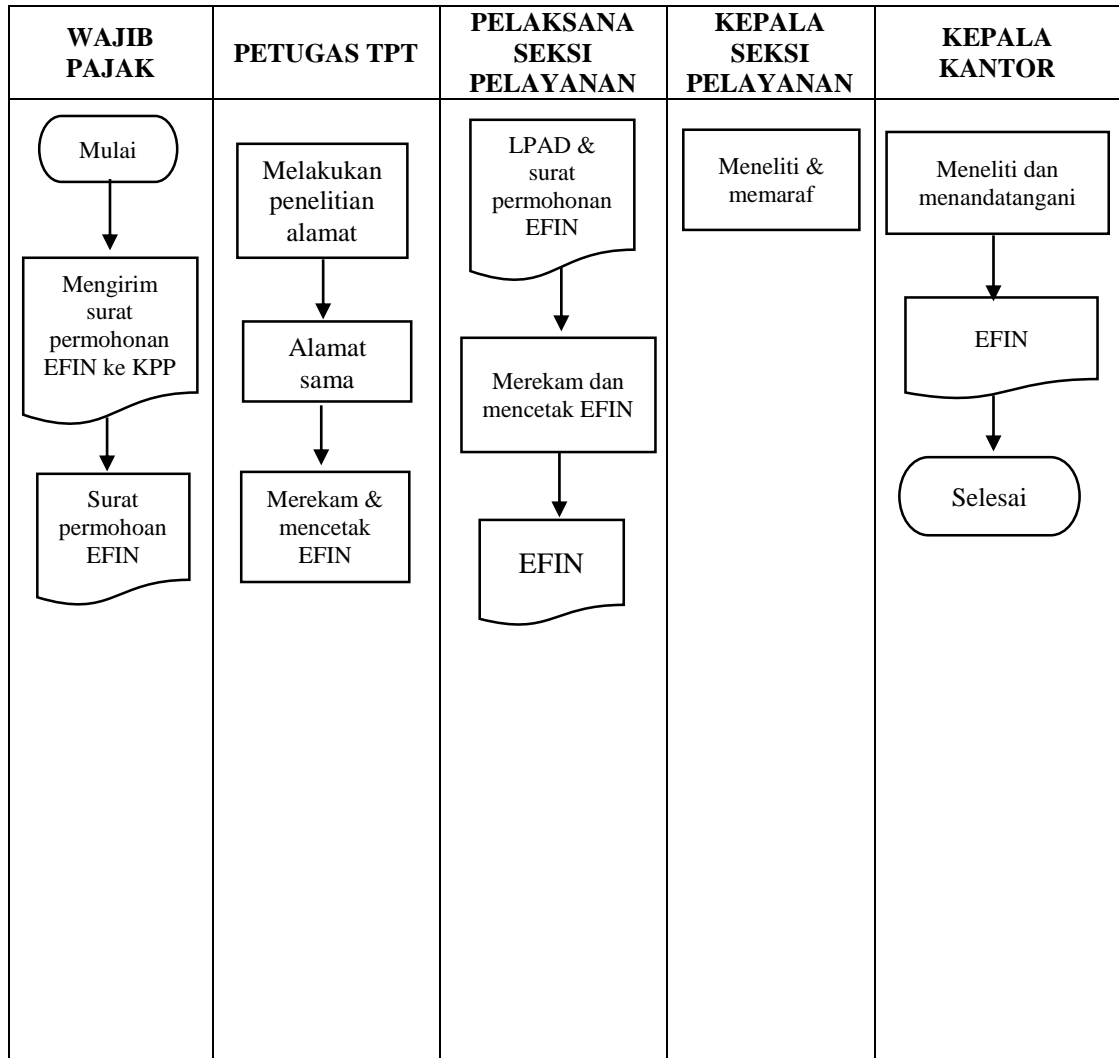 WAJIB
PAJAK
PETUGAS TPT
PELAKSANA
SEKSI
PELAYANAN
KEPALA
SEKSI
PELAYANAN
KEPALA
KANTOR
Mulai
Mengirim
surat
permohonan
EFIN ke KPP
Surat
permohoan
EFIN
Melakukan
penelitian
alamat
Alamat
sama
Merekam &
mencetak
EFIN
LPAD &
surat
permohonan
EFIN
Merekam dan
mencetak EFIN
EFIN
Meneliti &
memaraf
Meneliti dan
menandatangani
EFIN
Selesai